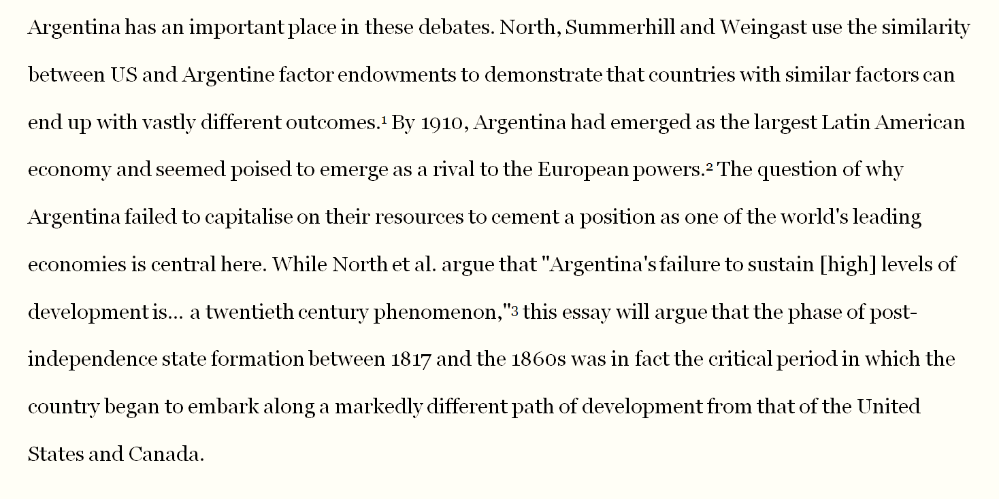 Argentina has an important place in these debates. North, Summerhill and Weingast use the similarity
between US and Argentine factor endowments to demonstrate that countries with similar factors can
end up with vastly different outcomes.¹ By 1910, Argentina had emerged as the largest Latin American
economy and seemed poised to emerge as a rival to the European powers.² The question of why
Argentina failed to capitalise on their resources to cement a position as one of the world's leading
economies is central here. While North et al. argue that "Argentina's failure to sustain [high] levels of
development is... a twentieth century phenomenon,"³ this essay will argue that the phase of post-
independence state formation between 1817 and the 1860s was in fact the critical period in which the
country began to embark along a markedly different path of development from that of the United
States and Canada.